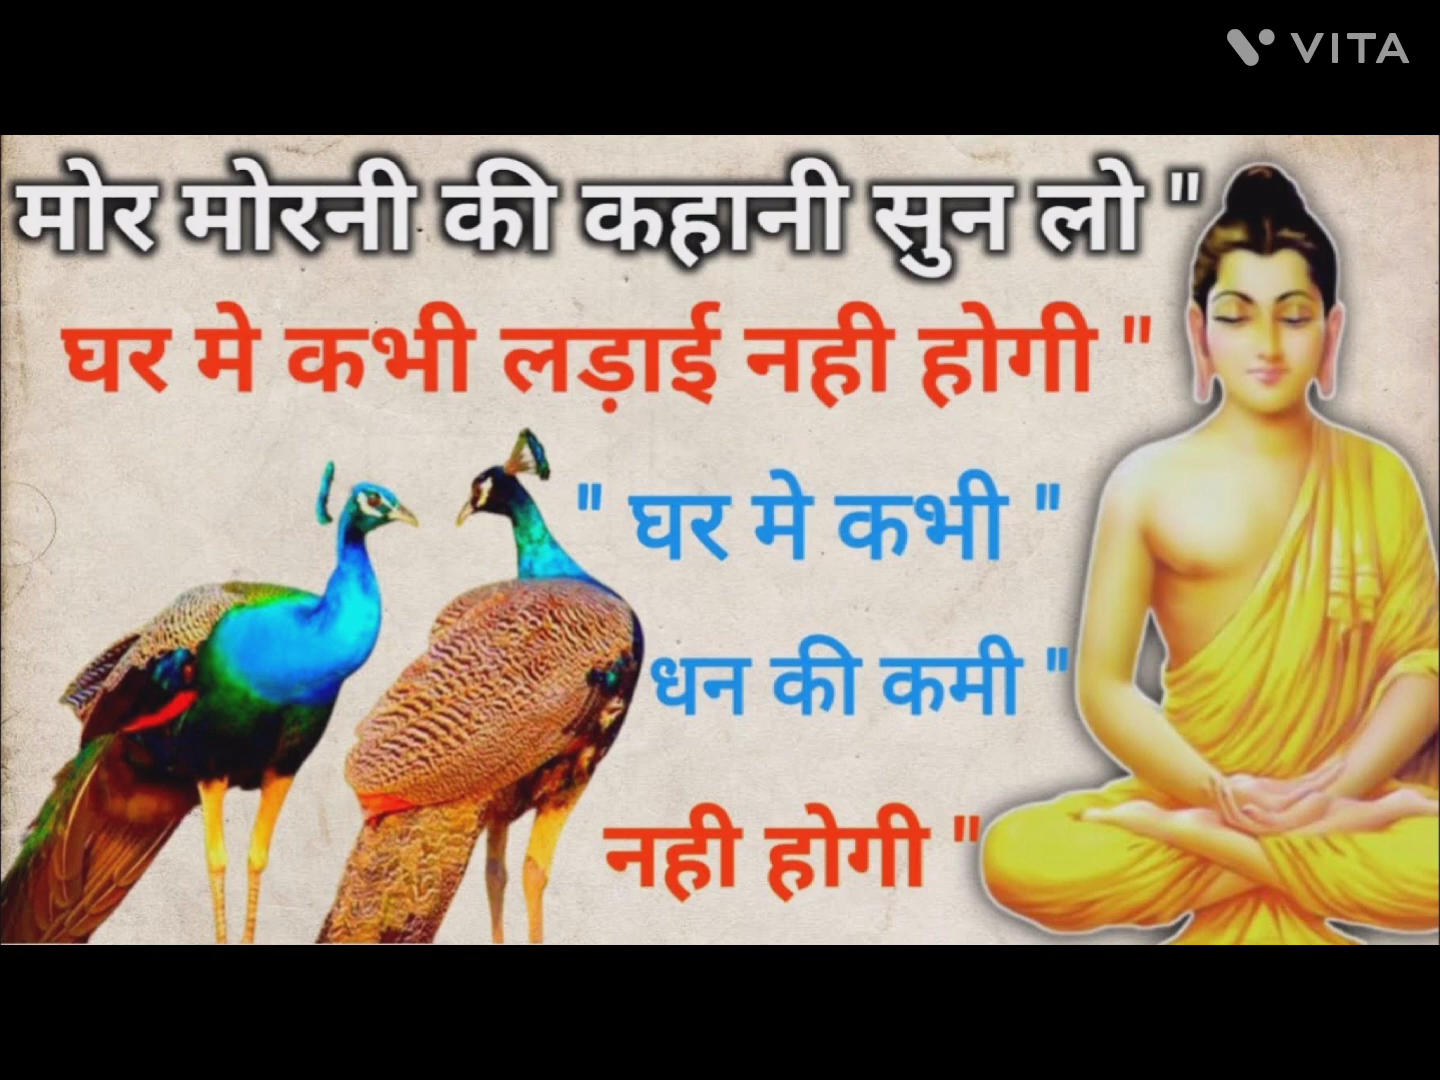 VITA
मोर मोरनी की कहानी सुन लो "
घर मे कभी लड़ाई नही होगी "
" घर मे कभी "
धन की कमी "
नही होगी "